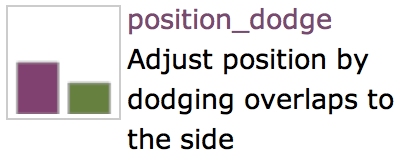 position_dodge
Adjust position by
dodging overlaps to
the side